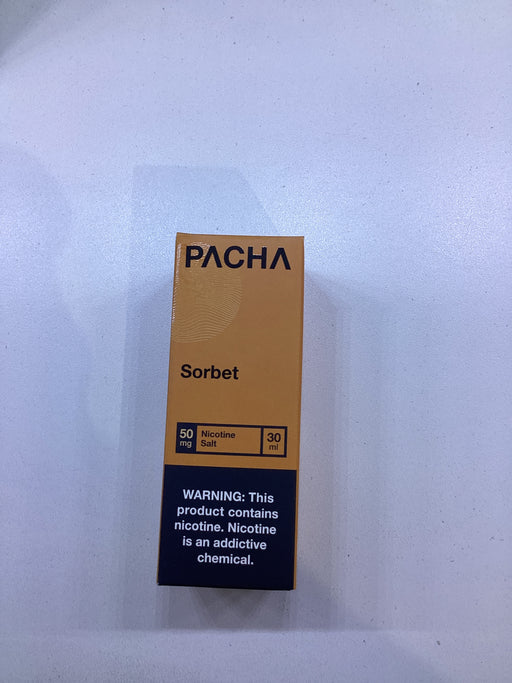 PACHA
Sorbet
50 mg
Nicotine Salt
30 ml
WARNING: This
product contains
nicotine. Nicotine
is an addictive
chemical.